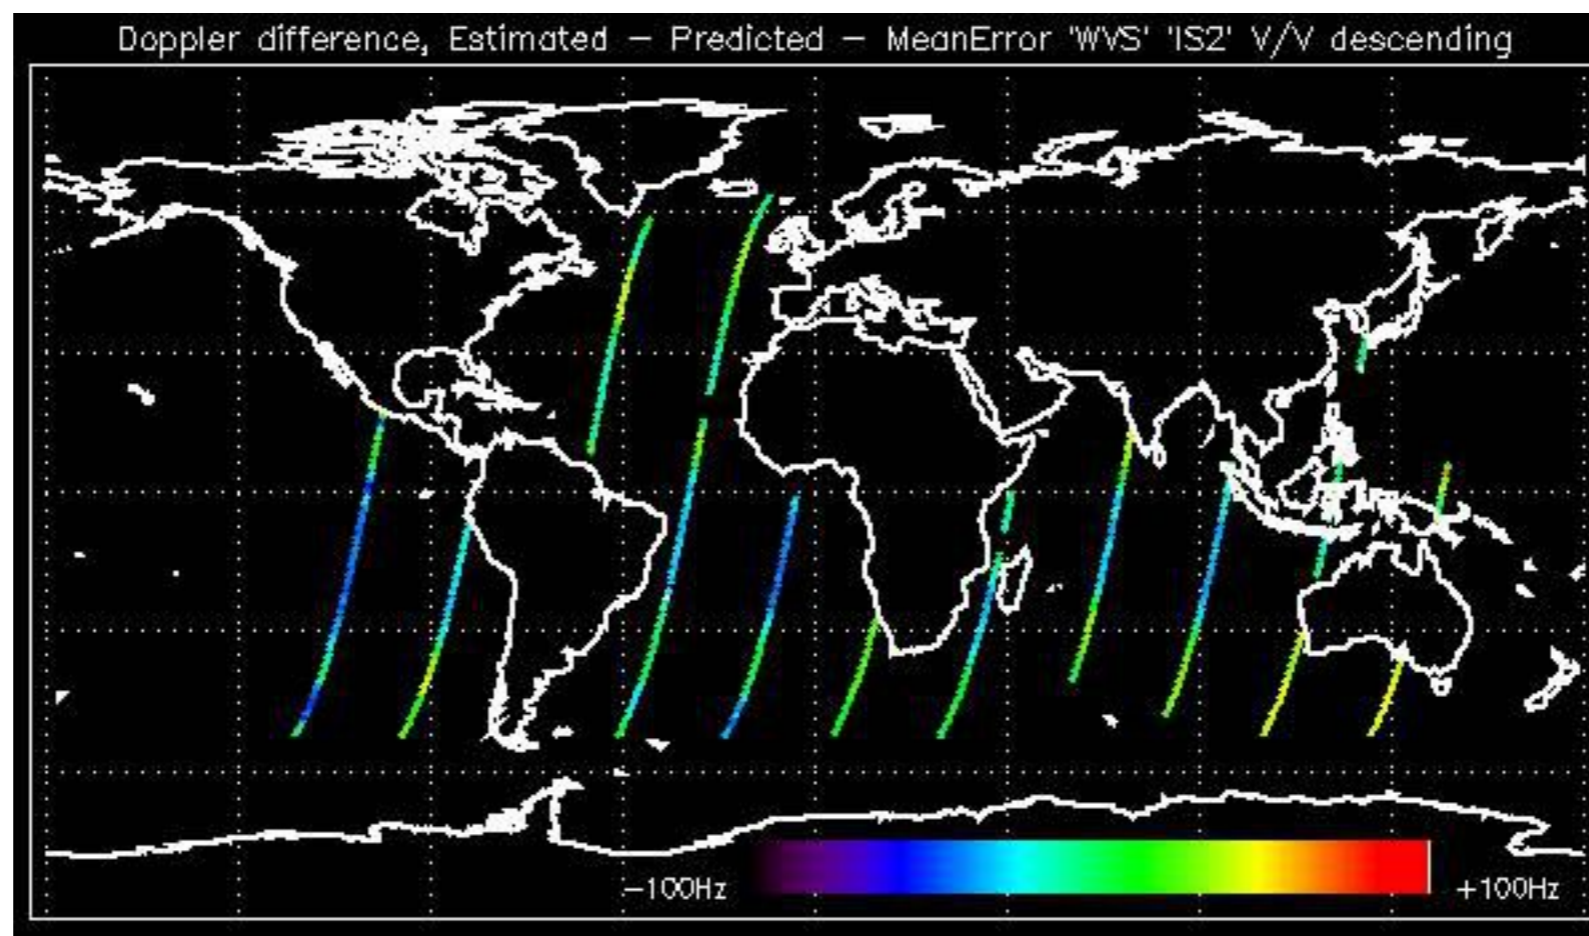 Doppler difference, Estimated – Predicted – MeanError 'WVS' 'IS2' V/V descending
–100Hz +100Hz